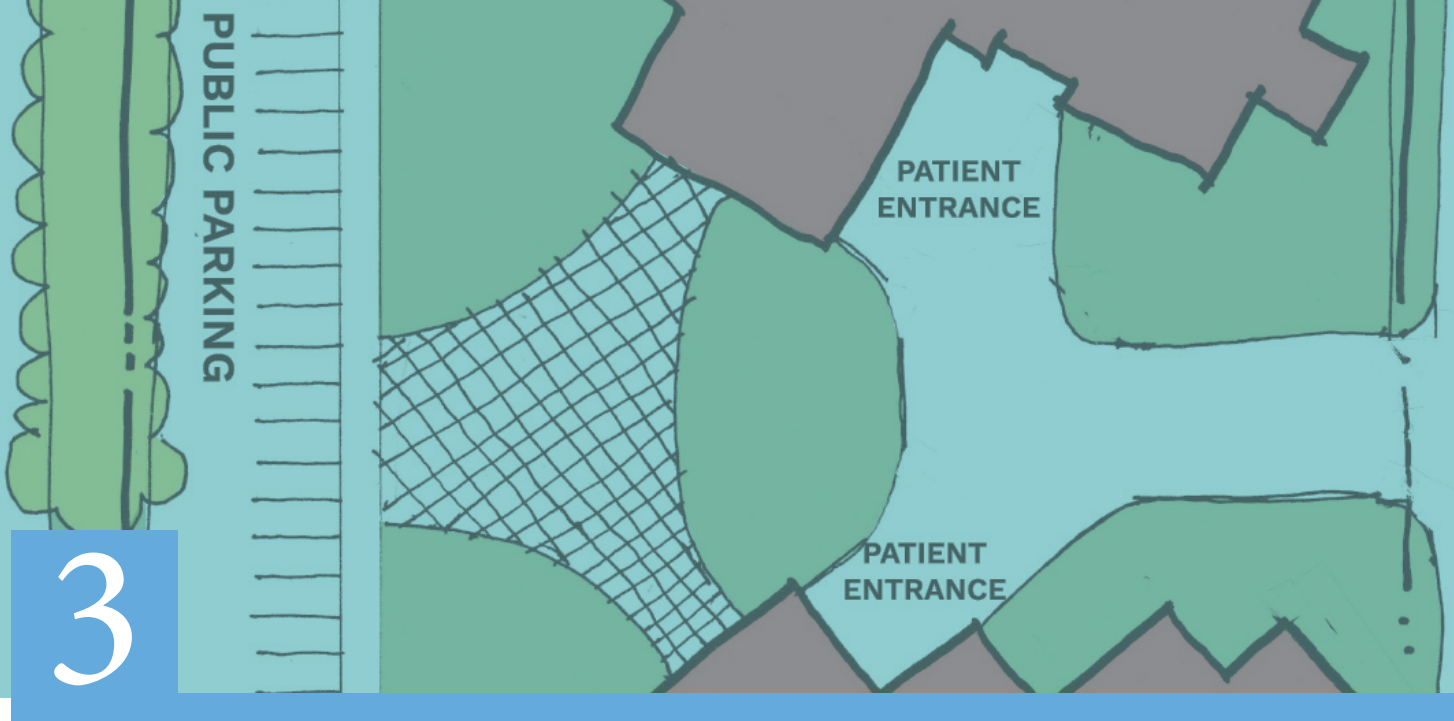 PUBLIC PARKING
PATIENT
ENTRANCE
PATIENT
ENTRANCE
3